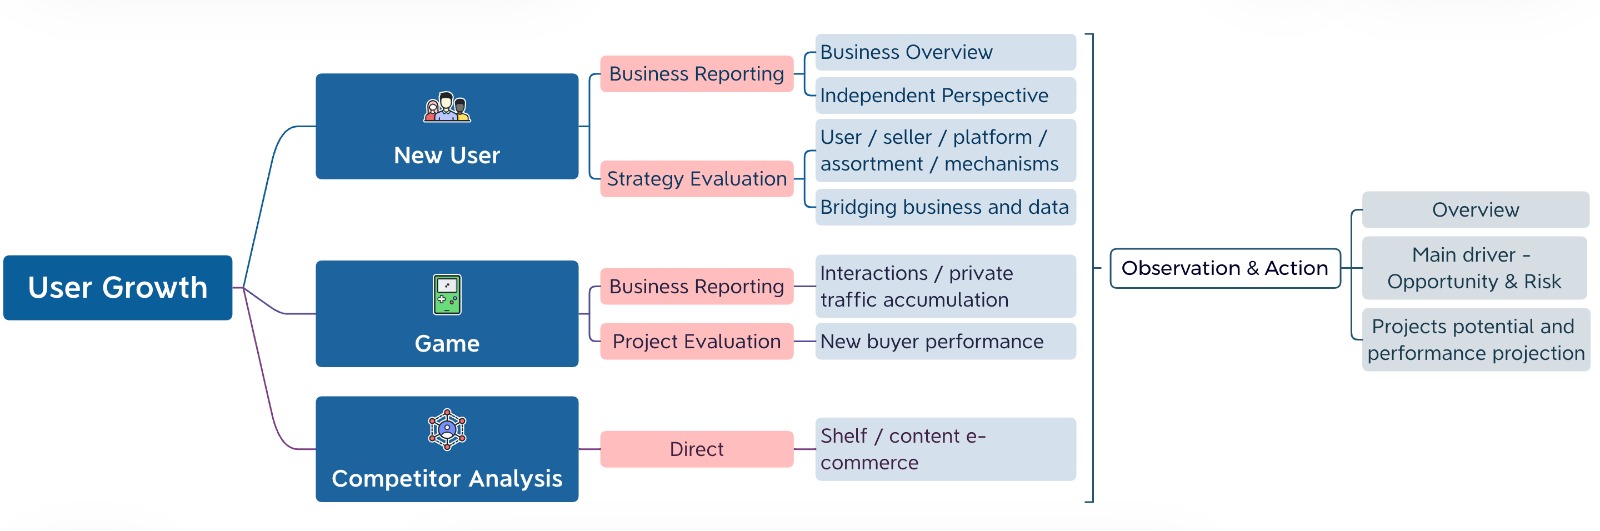 User Growth
New User
Business Reporting
Business Overview
Independent Perspective
Strategy Evaluation
User / seller / platform /
assortment / mechanisms
Bridging business and data
Game
Business Reporting
Interactions / private
traffic accumulation
Project Evaluation
New buyer performance
Competitor Analysis
Direct
Shelf / content e-
commerce
Observation & Action
Overview
Main driver -
Opportunity & Risk
Projects potential and
performance projection